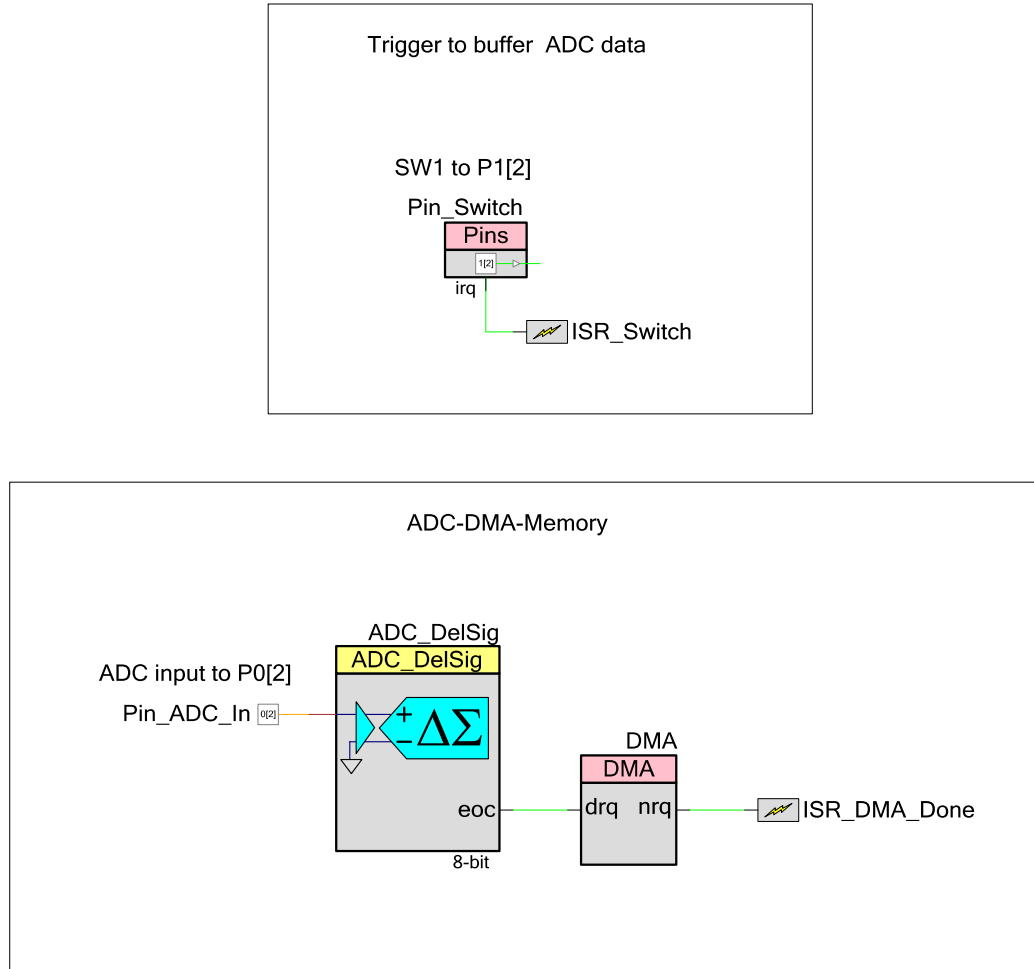 Trigger to buffer  ADC data
SW1 to P1[2]
Pin_Switch
Pins
1[2]
irq
ISR_Switch
ADC-DMA-Memory
ADC_DelSig
ADC_DelSig
ADC input to P0[2]
Pin_ADC_In
0[2]
+
−
ΔΣ
DMA
DMA
eoc
drq
nrq
ISR_DMA_Done
8-bit